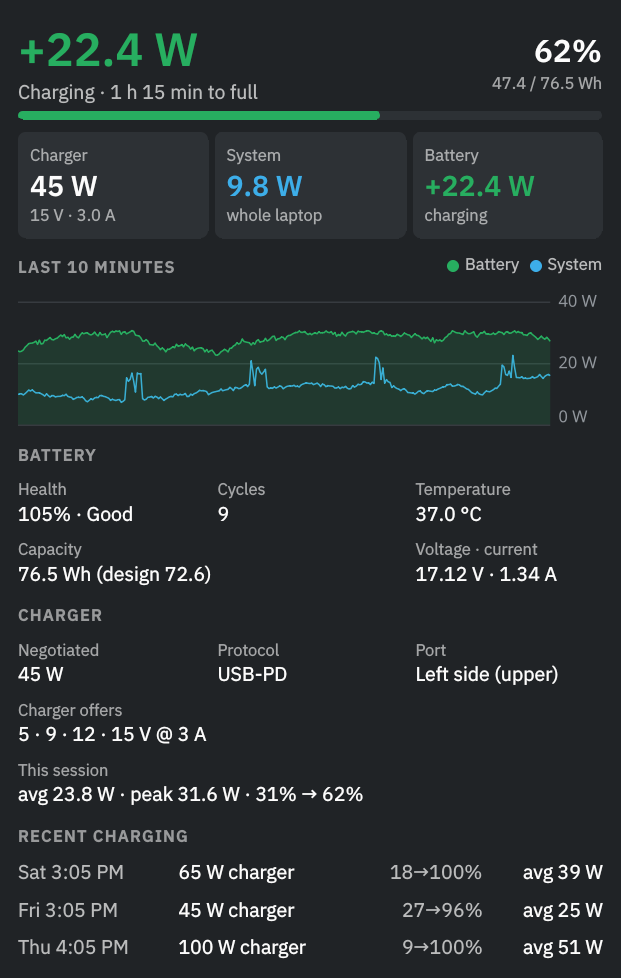 +22.4 W
62%
Charging · 1 h 15 min to full
47.4 / 76.5 Wh
Charger
45 W
15 V · 3.0 A
System
9.8 W
whole laptop
Battery
+22.4 W
charging
LAST 10 MINUTES
Battery
System
40 W
20 W
0 W
BATTERY
Health
105% · Good
Cycles
9
Temperature
37.0 °C
Capacity
76.5 Wh (design 72.6)
Voltage · current
17.12 V · 1.34 A
CHARGER
Negotiated
45 W
Protocol
USB-PD
Port
Left side (upper)
Charger offers
5 · 9 · 12 · 15 V @ 3 A
This session
avg 23.8 W · peak 31.6 W · 31% → 62%
RECENT CHARGING
Sat 3:05 PM 65 W charger 18→100% avg 39 W
Fri 3:05 PM 45 W charger 27→96% avg 25 W
Thu 4:05 PM 100 W charger 9→100% avg 51 W